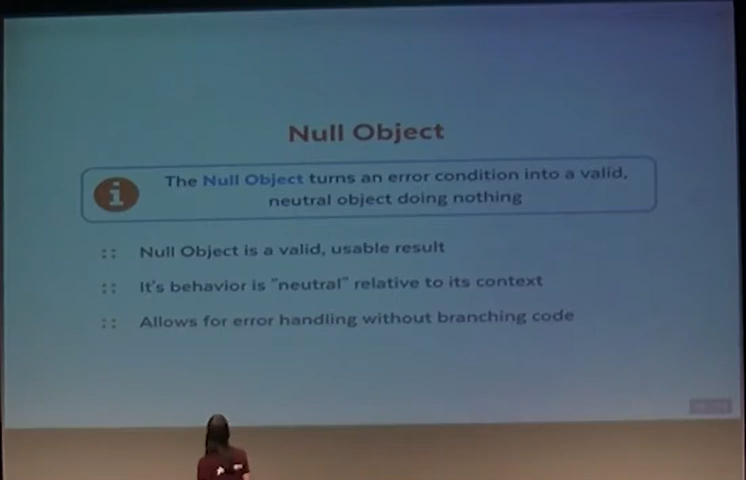 Null Object
The Null Object turns an error condition into a valid,
neutral object doing nothing
:: Null Object is a valid, usable result
:: It's behavior is "neutral" relative to its context
:: Allows for error handling without branching code